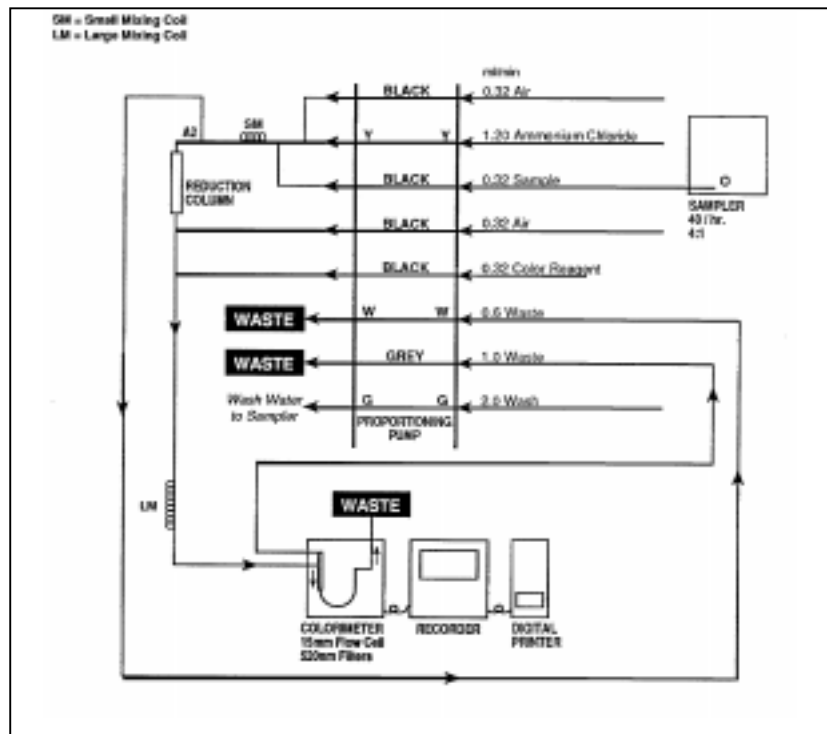 SM = Small Mixing Coil
LM = Large Mixing Coil
ml/min
BLACK 0.32 Air
A2 SM
Y Y 1.20 Ammonium Chloride
BLACK 0.32 Sample
REDUCTION
COLUMN
SAMPLER
40 / hr.
4:1
BLACK 0.32 Air
BLACK 0.32 Color Reagent
WASTE W W 0.6 Waste
WASTE GREY 1.0 Waste
Wash Water
to Sampler
G G 2.0 Wash
PROPORTIONING
PUMP
LM
WASTE
COLORIMETER
15mm Flow Cell
520nm Filters
RECORDER
DIGITAL
PRINTER